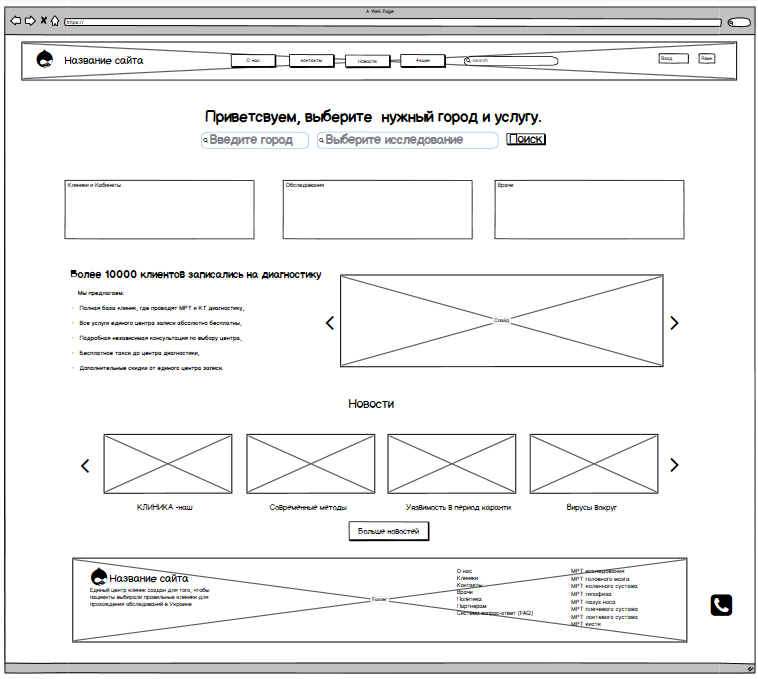 A Web Page
https://
Название сайта
О нас
контакты
Новости
Акции
search
Вход
Язык
Приветсвуем, выберите нужный город и услугу.
Введите город
Выберите исследование
Поиск
Клиники и Кабинеты
Обследования
Врачи
Более 10000 клиентов записались на диагностику
Мы предлагаем:
Полная база клиник, где проводят МРТ и КТ диагностику,
Все услуги единого центра записи абсолютно бесплатны,
Подробная независимая консультация по выбору центра,
Бесплатное такси до центра диагностики,
Дополнительные скидки от единого центра записи.
Слайд
Новости
КЛИНИКА -наш
Современные методы
Уязвимость в период каранти
Вирусы вокруг
Больше новостей
Название сайта
Единый центр клиник создан для того, чтобы
пациенты выбирали правильные клиники для
прохождения обследований в Украине
Footer
О нас
Клиники
Контакты
Врачи
Политика
Партнерам
Система вопрос-ответ (FAQ)
МРТ исследования
МРТ головного мозга
МРТ коленного сустава
МРТ гипофиза
МРТ пазух носа
МРТ плечевого сустава
МРТ локтевого сустава
МРТ кисти